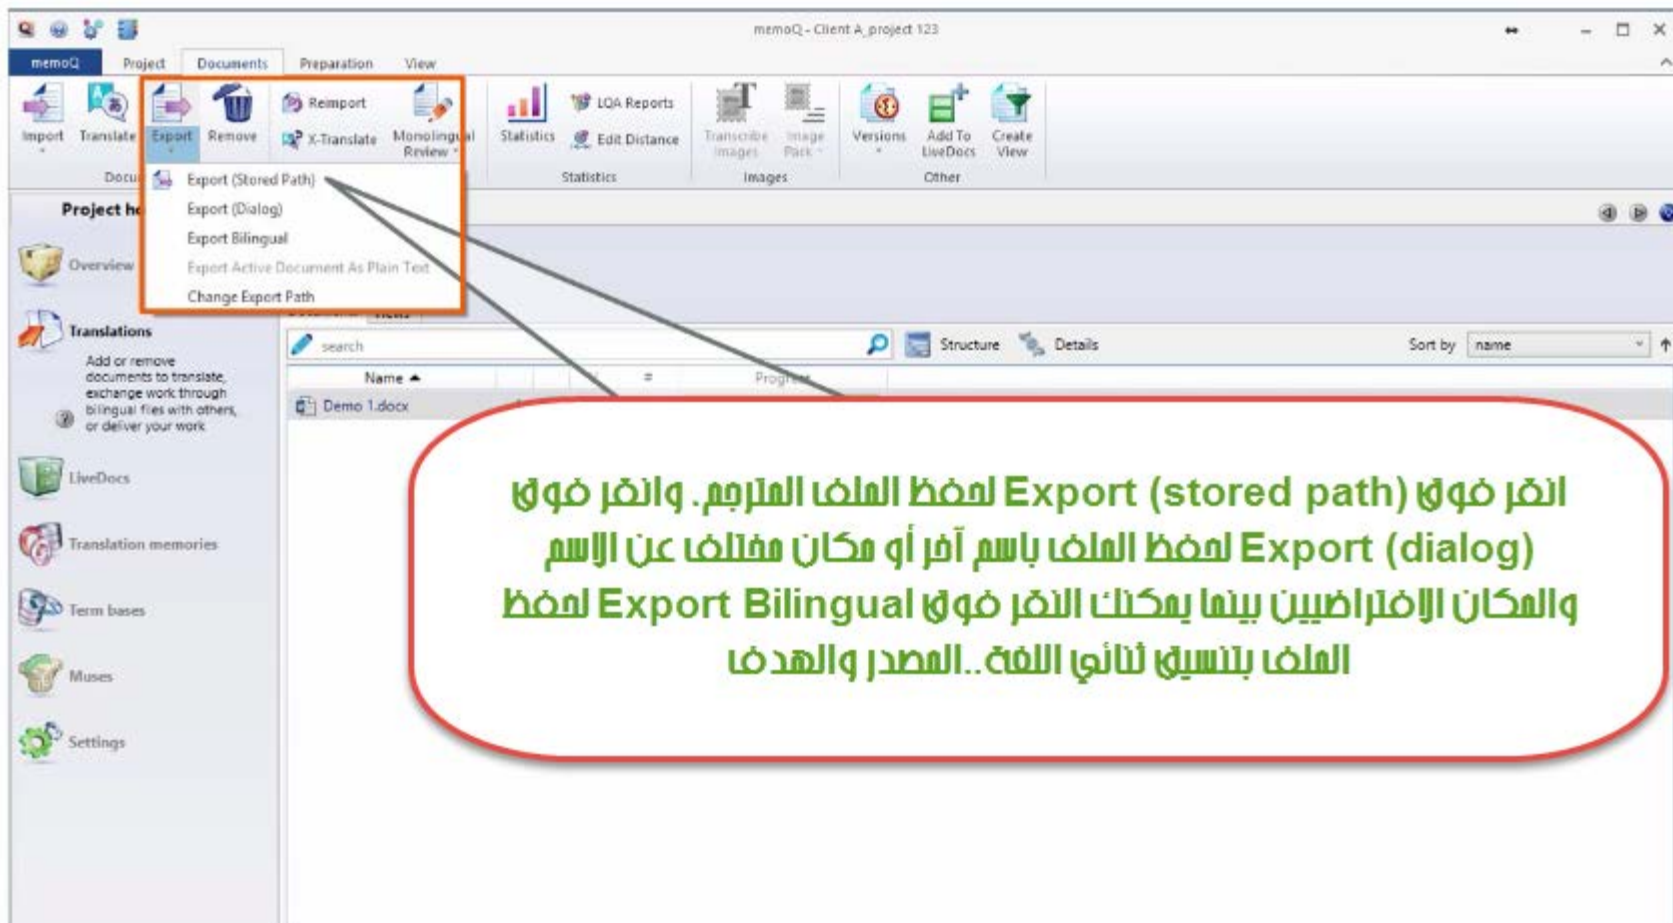 memoQ - Client A_project 123
memoQ Project Documents Preparation View
Import Translate Export Remove
Reimport
X-Translate
Monolingual Review
Statistics
LQA Reports
Edit Distance
Transcribe Images
Image Pack
Versions
Add To LiveDocs
Create View
Docu
Statistics
Images
Other
Export (Stored Path)
Export (Dialog)
Export Bilingual
Export Active Document As Plain Text
Change Export Path
Project ho
Overview
Translations
Add or remove
documents to translate,
exchange work through
bilingual files with others,
or deliver your work
LiveDocs
Translation memories
Term bases
Muses
Settings
search
Structure
Details
Sort by name
Name
Progress
Demo 1.docx
انقر فوق Export (stored path) لحفظ الملف المترجم. وانقر فوق
Export (dialog) لحفظ الملف باسم آخر أو مكان مختلف عن الاسم
والمكان الافتراضيين بينما يمكنك النقر فوق Export Bilingual لحفظ
الملف بتنسيق ثنائي اللغة..المصدر والهدف